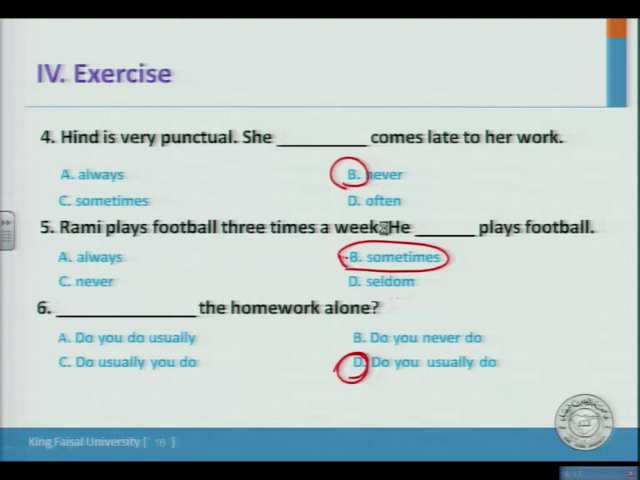 IV. Exercise
4. Hind is very punctual. She __________ comes late to her work.
A. always B. never
C. sometimes D. often
5. Rami plays football three times a week. He ______ plays football.
A. always B. sometimes
C. never D. seldom
6. ______________ the homework alone?
A. Do you do usually B. Do you never do
C. Do usually you do D. Do you usually do
King Faisal University [ 16 ]